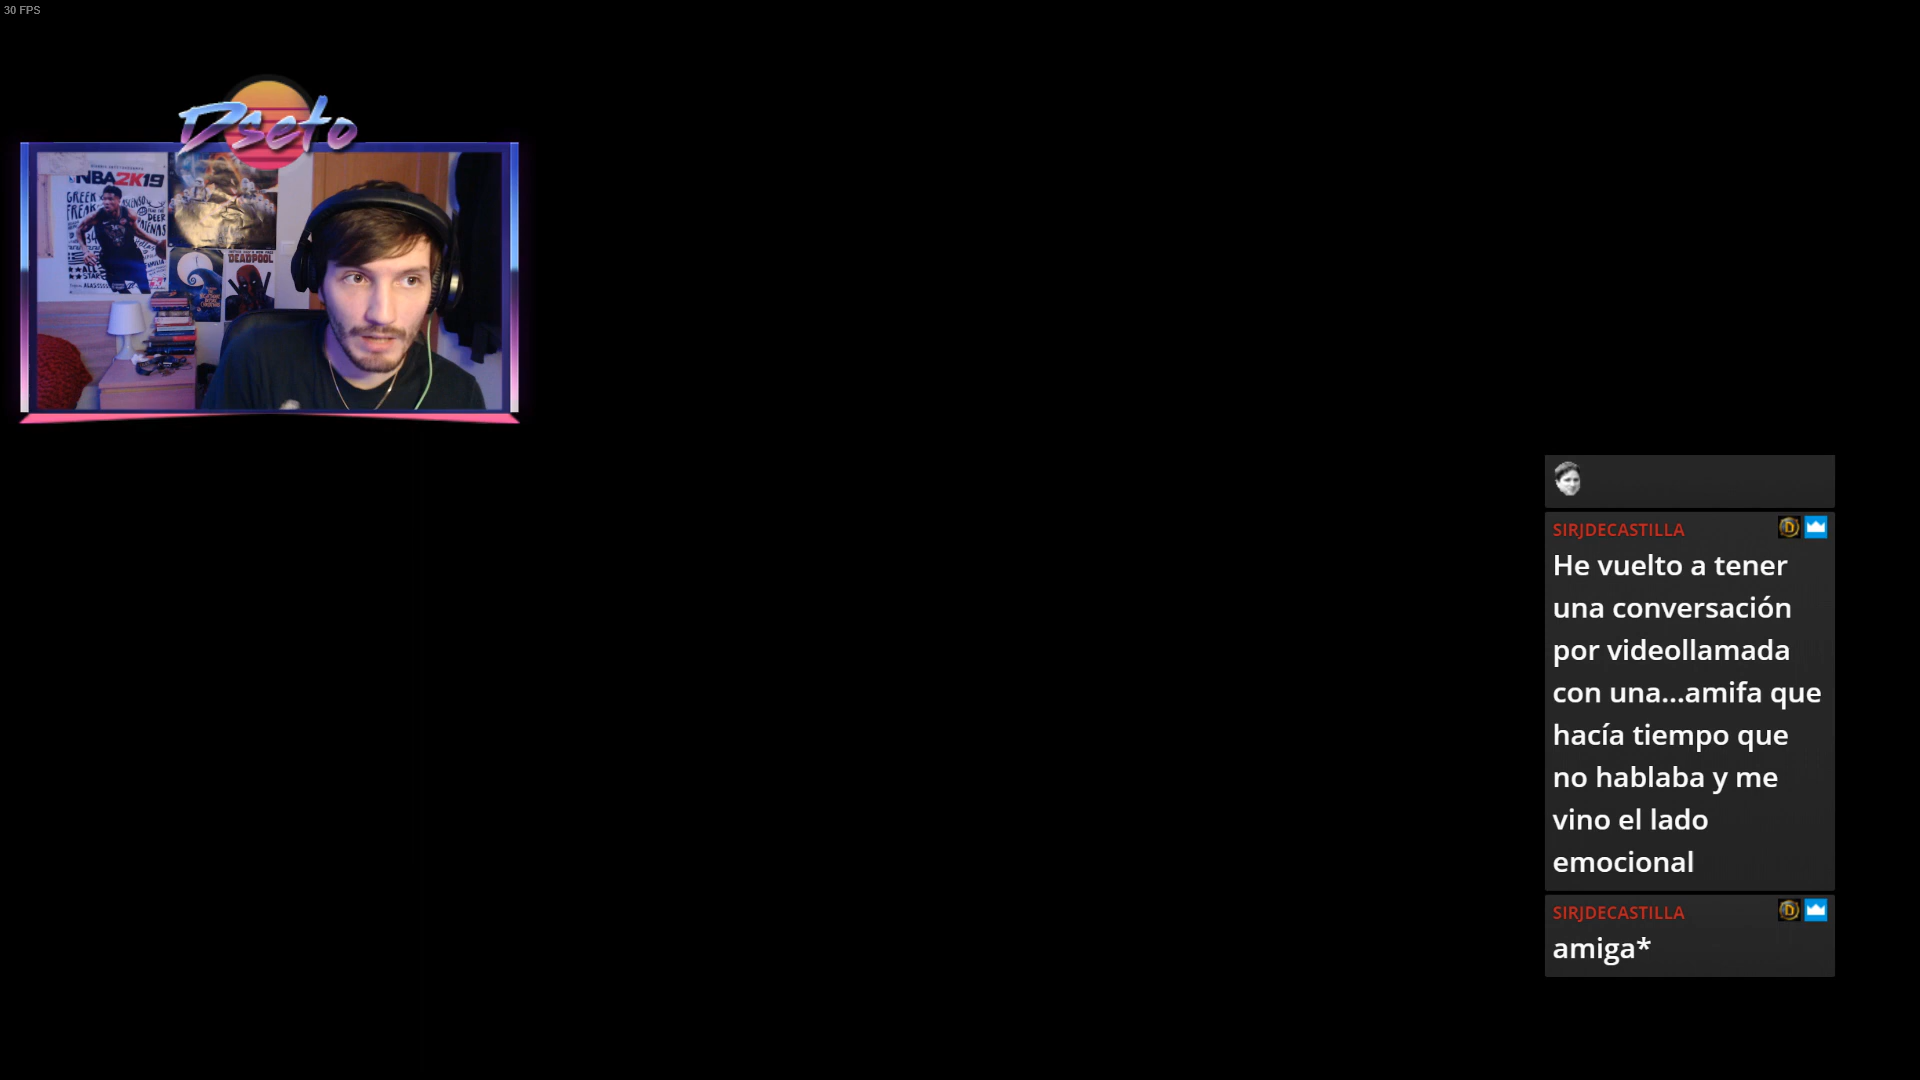 30 FPS
Dseto
NBA2K19
GREEK
FREAK
DEADPOOL
SIRJDECASTILLA
He vuelto a tener
una conversación
por videollamada
con una...amifa que
hacía tiempo que
no hablaba y me
vino el lado
emocional
SIRJDECASTILLA
amiga*